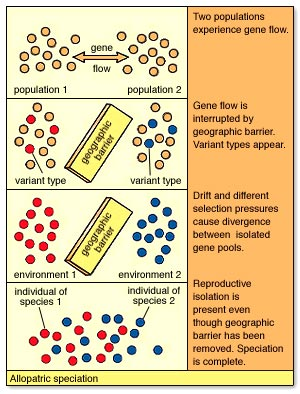 Two populations
experience gene flow.
gene
flow
population 1
population 2
Gene flow is
interrupted by
geographic barrier.
Variant types appear.
geographic
barrier
variant type
variant type
Drift and different
selection pressures
cause divergence
between isolated
gene pools.
geographic
barrier
environment 1
environment 2
Reproductive
isolation is
present even
though geographic
barrier has been
removed. Speciation
is complete.
individual of
species 1
individual of
species 2
Allopatric speciation